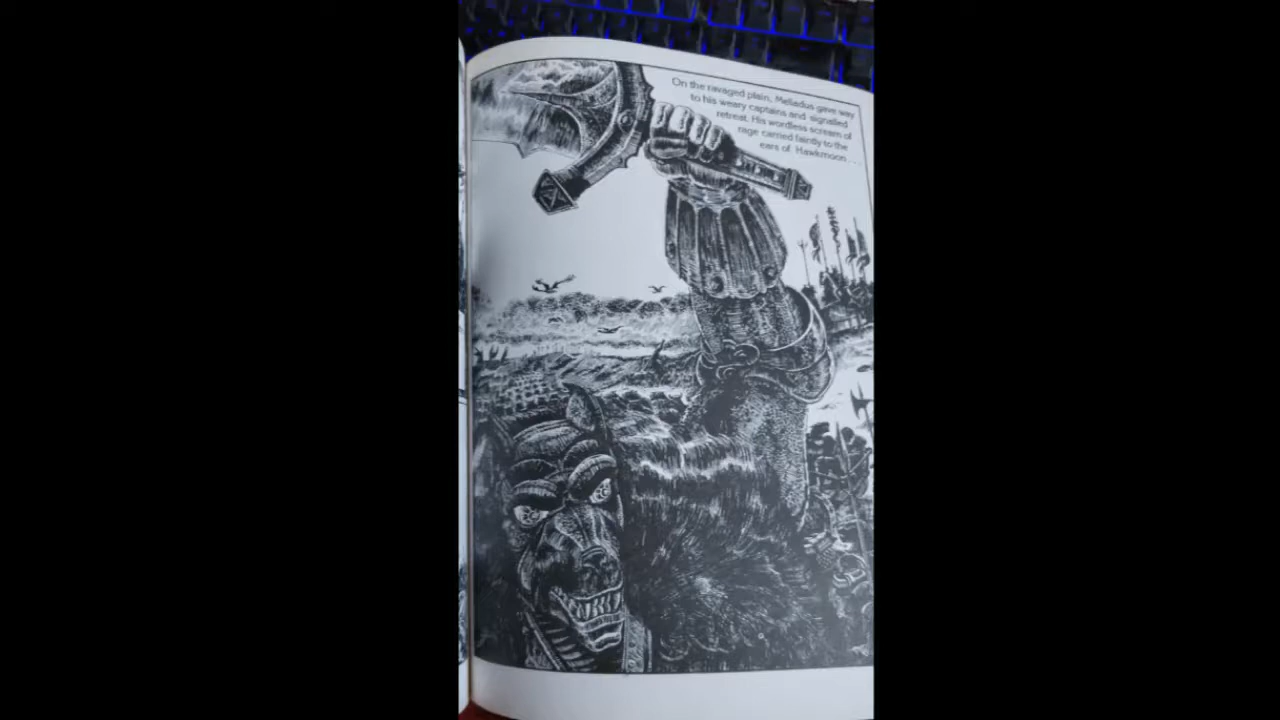 On the ravaged plain, Meliadus gave way
to his weary captains and signalled
retreat. His wordless scream of
rage carried faintly to the
ears of Hawkmoon . . .